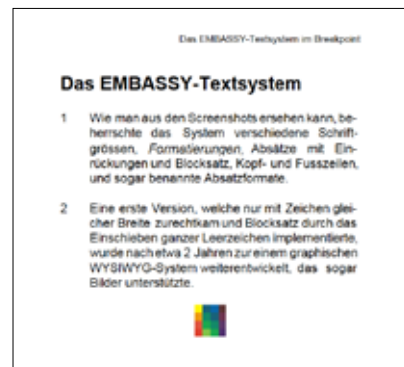 Das EMBASSY-Textsystem im Breakpoint
Das EMBASSY-Textsystem
1 Wie man aus den Screenshots ersehen kann, be-
herrschte das System verschiedene Schrift-
grössen, Formatierungen, Absätze mit Ein-
rückungen und Blocksatz, Kopf- und Fusszeilen,
und sogar benannte Absatzformate.
2 Eine erste Version, welche nur mit Zeichen glei-
cher Breite zurechtkam und Blocksatz durch das
Einschieben ganzer Leerzeichen implementierte,
wurde nach etwa 2 Jahren zur einem graphischen
WYSIWYG-System weiterentwickelt, das sogar
Bilder unterstützte.